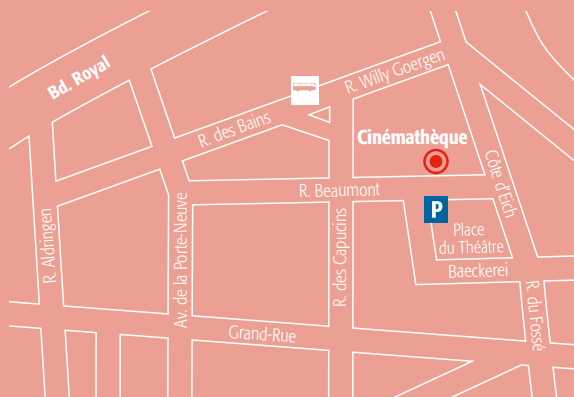 Bd. Royal
R. Willy Goergen
R. des Bains
Cinémathèque
Côte d'Eich
R. Beaumont
P
Place
du Théâtre
Baeckerei
R. Aldringen
Av. de la Porte-Neuve
R. des Capucins
R. du Fossé
Grand-Rue